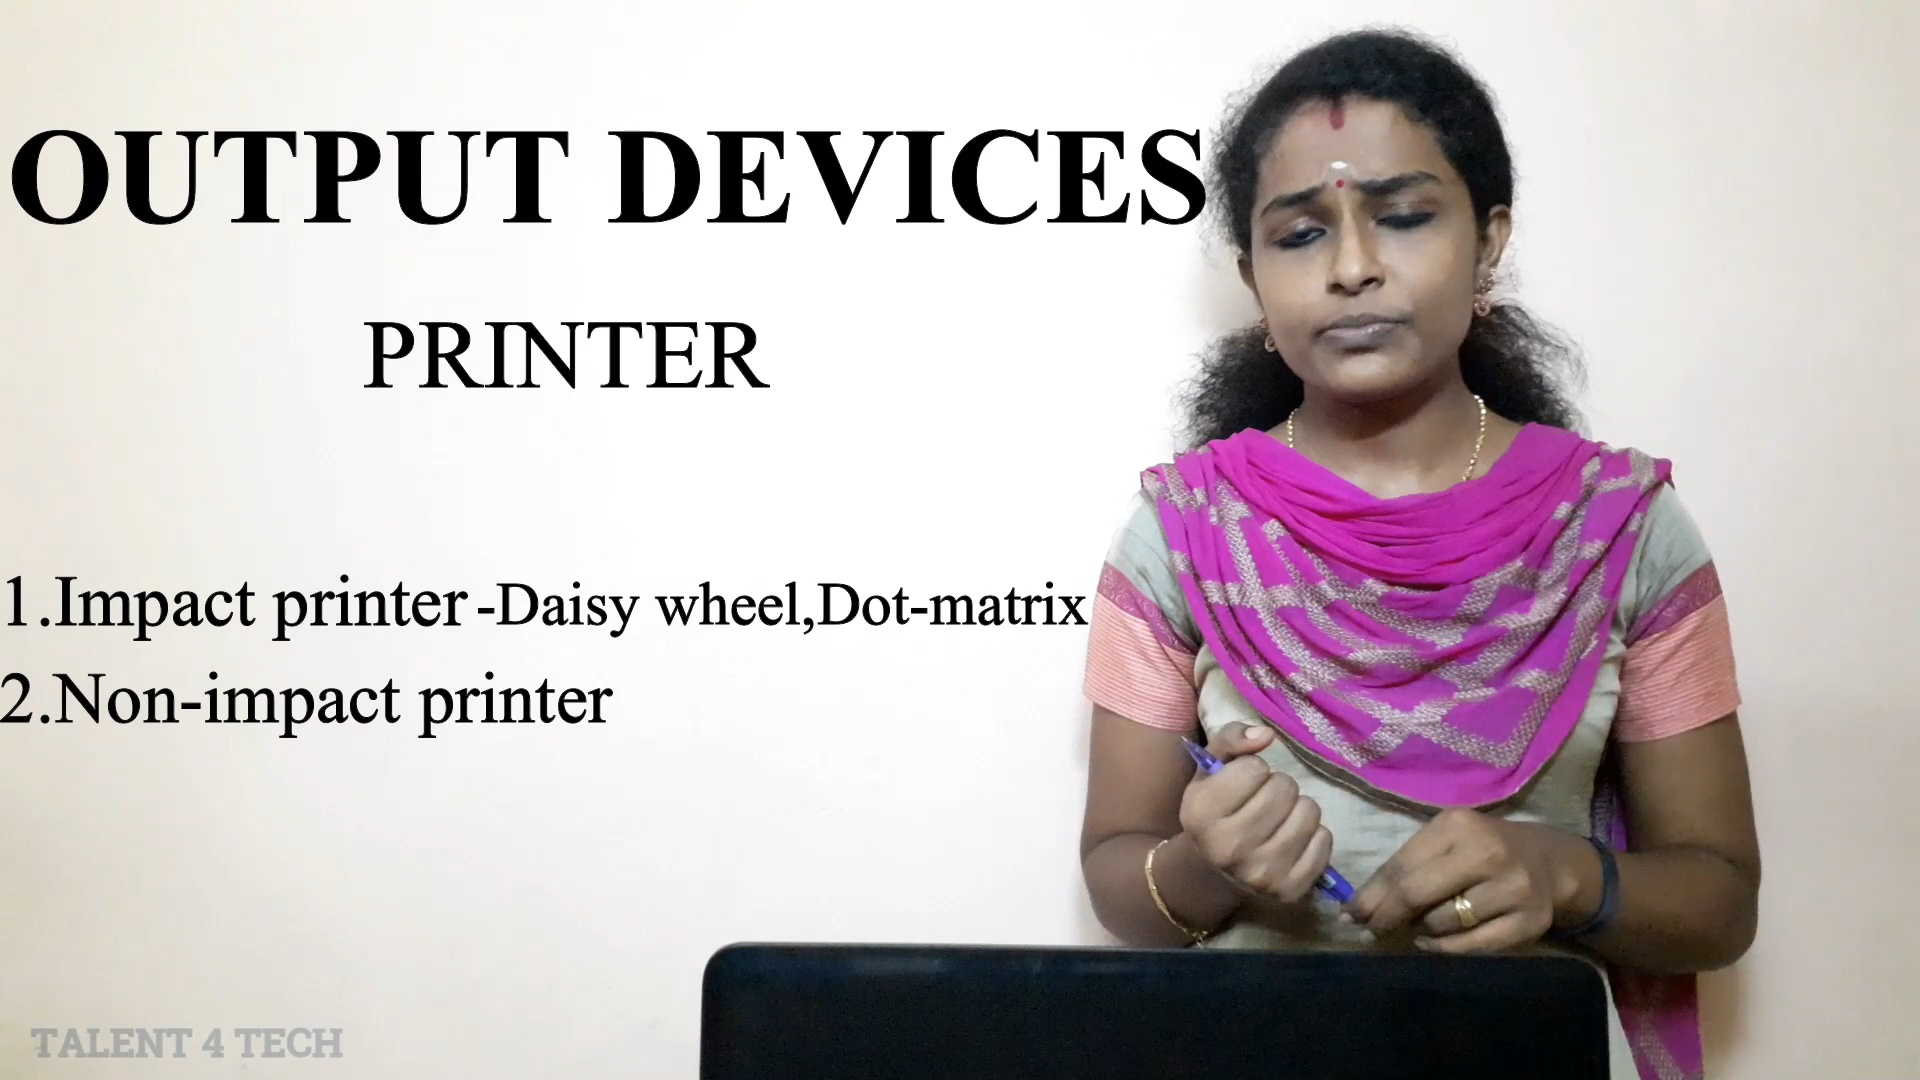 OUTPUT DEVICES
PRINTER
1.Impact printer-Daisy wheel,Dot-matrix
2.Non-impact printer
TALENT 4 TECH